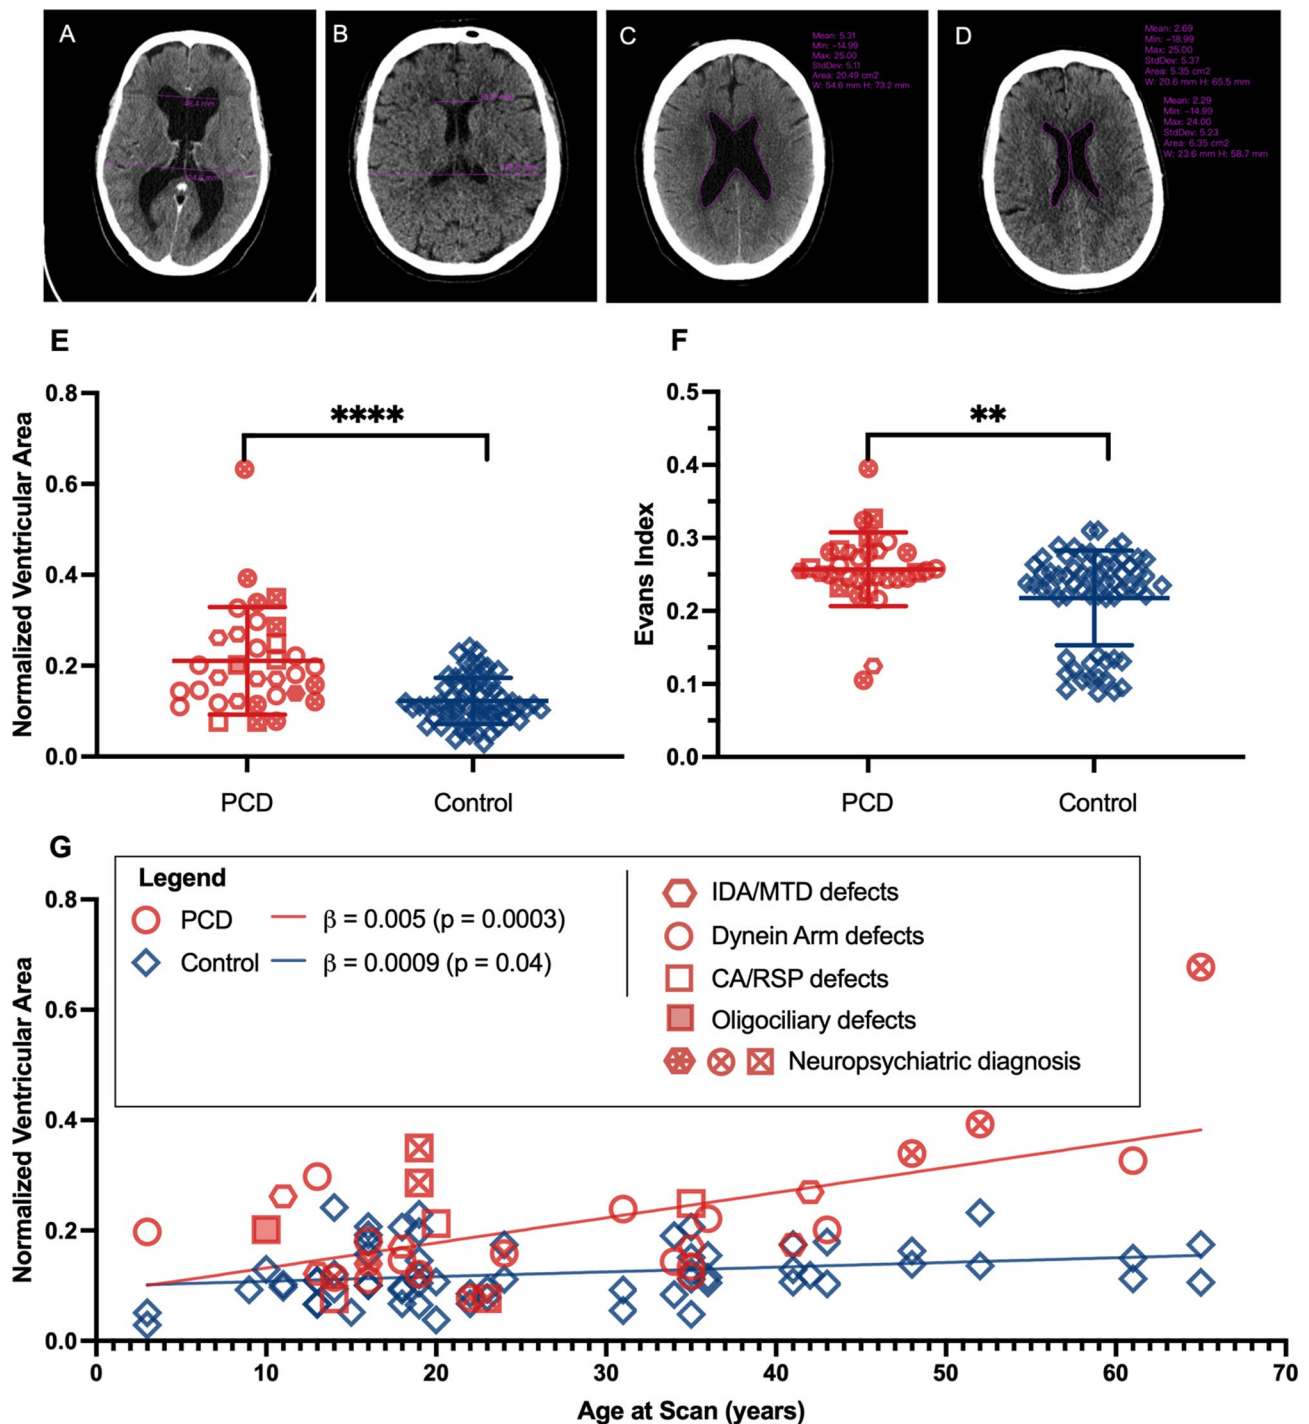 A
B
C
Mean: 5.31
Min: -14.99
Max: 25.00
StdDev: 5.11
Area: 20.49 cm2
W: 54.6 mm H: 73.2 mm
D
Mean: 2.69
Min: -18.99
Max: 25.00
StdDev: 5.37
Area: 5.35 cm2
W: 20.6 mm H: 65.5 mm
Mean: 2.29
Min: -14.99
Max: 24.00
StdDev: 5.23
Area: 6.35 cm2
W: 23.6 mm H: 58.7 mm
E
Normalized Ventricular Area
0.8
0.6
0.4
0.2
0.0
****
PCD
Control
F
Evans Index
0.5
0.4
0.3
0.2
0.1
0.0
**
PCD
Control
G
Normalized Ventricular Area
0.8
0.6
0.4
0.2
0.0
Legend
PCD β = 0.005 (p = 0.0003)
Control β = 0.0009 (p = 0.04)
IDA/MTD defects
Dynein Arm defects
CA/RSP defects
Oligociliary defects
Neuropsychiatric diagnosis
0 10 20 30 40 50 60 70
Age at Scan (years)